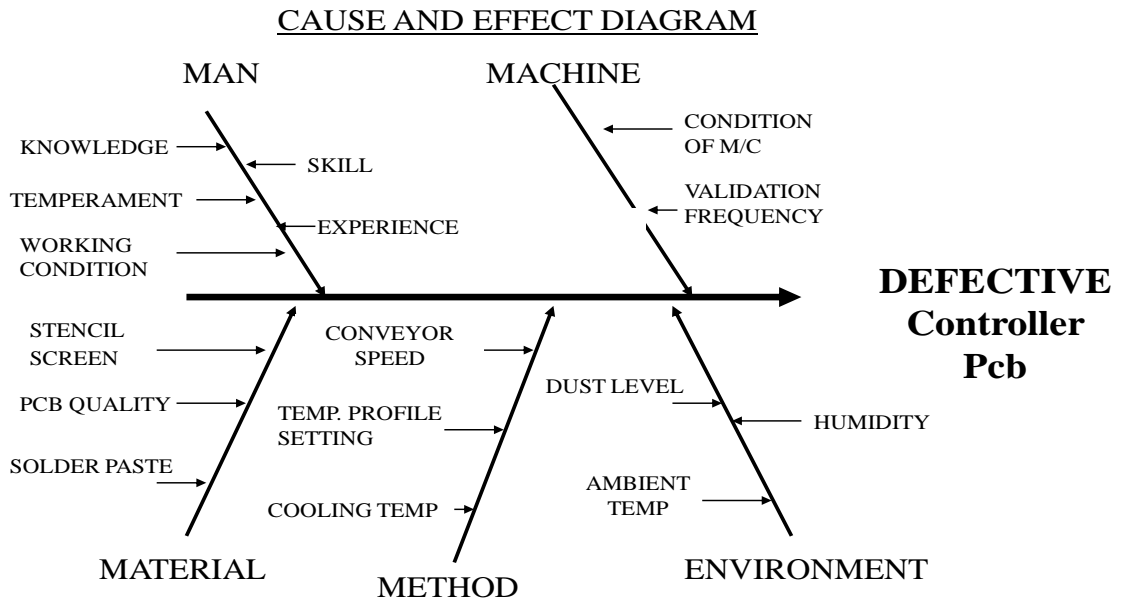 CAUSE AND EFFECT DIAGRAM
MAN
MACHINE
KNOWLEDGE
SKILL
TEMPERAMENT
EXPERIENCE
WORKING
CONDITION
CONDITION
OF M/C
VALIDATION
FREQUENCY
DEFECTIVE
Controller
Pcb
STENCIL
SCREEN
PCB QUALITY
SOLDER PASTE
MATERIAL
CONVEYOR
SPEED
TEMP. PROFILE
SETTING
COOLING TEMP
METHOD
DUST LEVEL
HUMIDITY
AMBIENT
TEMP
ENVIRONMENT